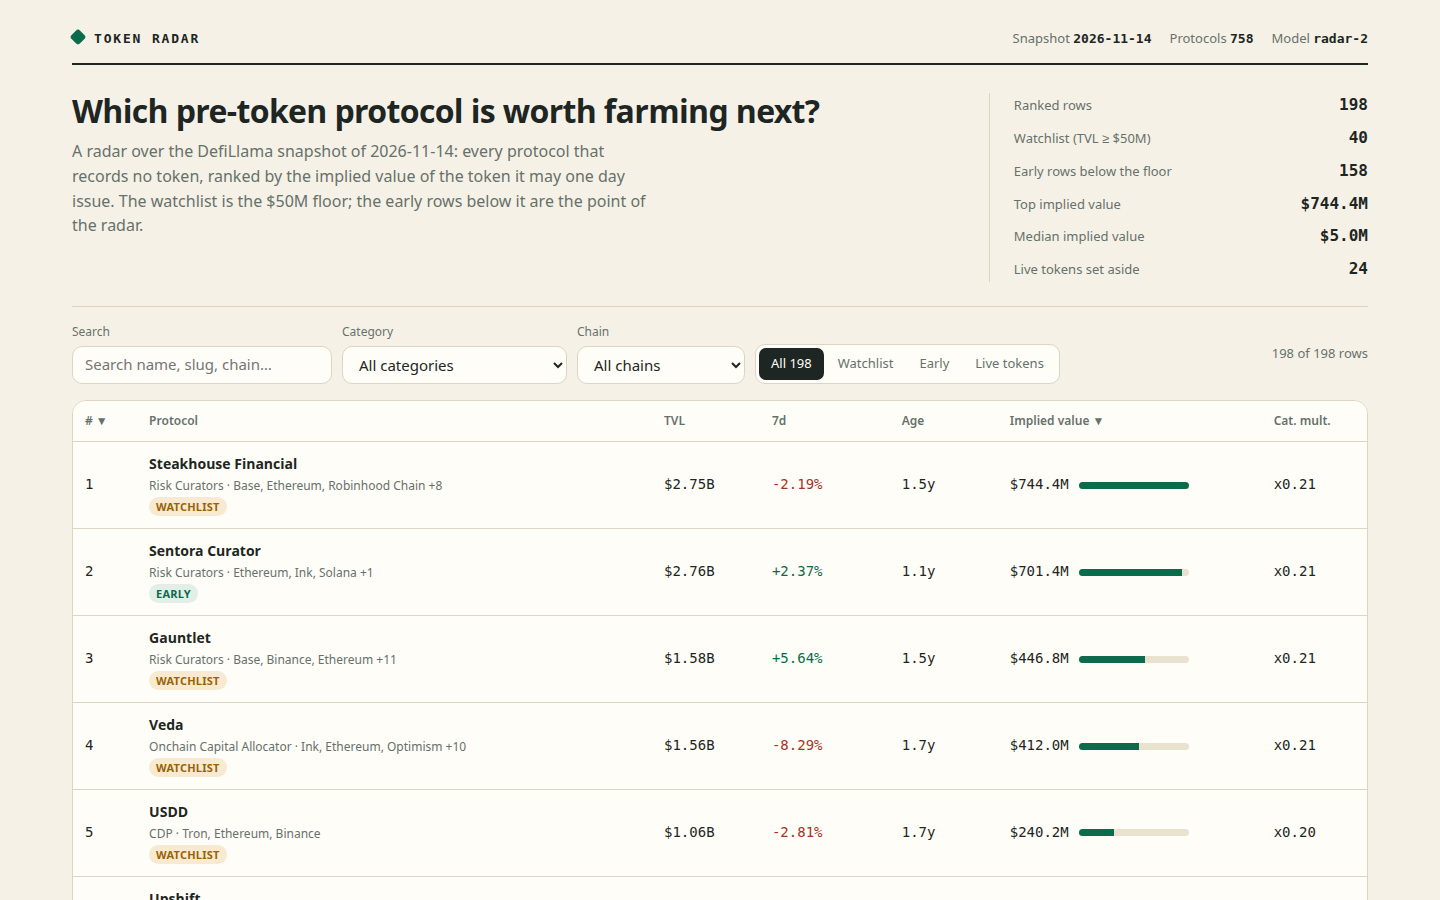 TOKEN RADAR
Snapshot 2026-11-14 Protocols 758 Model radar-2
Which pre-token protocol is worth farming next?
A radar over the DefiLlama snapshot of 2026-11-14: every protocol that
records no token, ranked by the implied value of the token it may one day
issue. The watchlist is the $50M floor; the early rows below it are the point of
the radar.
Ranked rows 198
Watchlist (TVL ≥ $50M) 40
Early rows below the floor 158
Top implied value $744.4M
Median implied value $5.0M
Live tokens set aside 24
Search Category Chain
Search name, slug, chain... All categories All chains All 198 Watchlist Early Live tokens 198 of 198 rows
# ▼ Protocol TVL 7d Age Implied value ▼ Cat. mult.
Steakhouse Financial
1 Risk Curators · Base, Ethereum, Robinhood Chain +8 $2.75B -2.19% 1.5y $744.4M x0.21
WATCHLIST
Sentora Curator
2 Risk Curators · Ethereum, Ink, Solana +1 $2.76B +2.37% 1.1y $701.4M x0.21
EARLY
Gauntlet
3 Risk Curators · Base, Binance, Ethereum +11 $1.58B +5.64% 1.5y $446.8M x0.21
WATCHLIST
Veda
4 Onchain Capital Allocator · Ink, Ethereum, Optimism +10 $1.56B -8.29% 1.7y $412.0M x0.21
WATCHLIST
USDD
5 CDP · Tron, Ethereum, Binance $1.06B -2.81% 1.7y $240.2M x0.20
WATCHLIST
Upshift